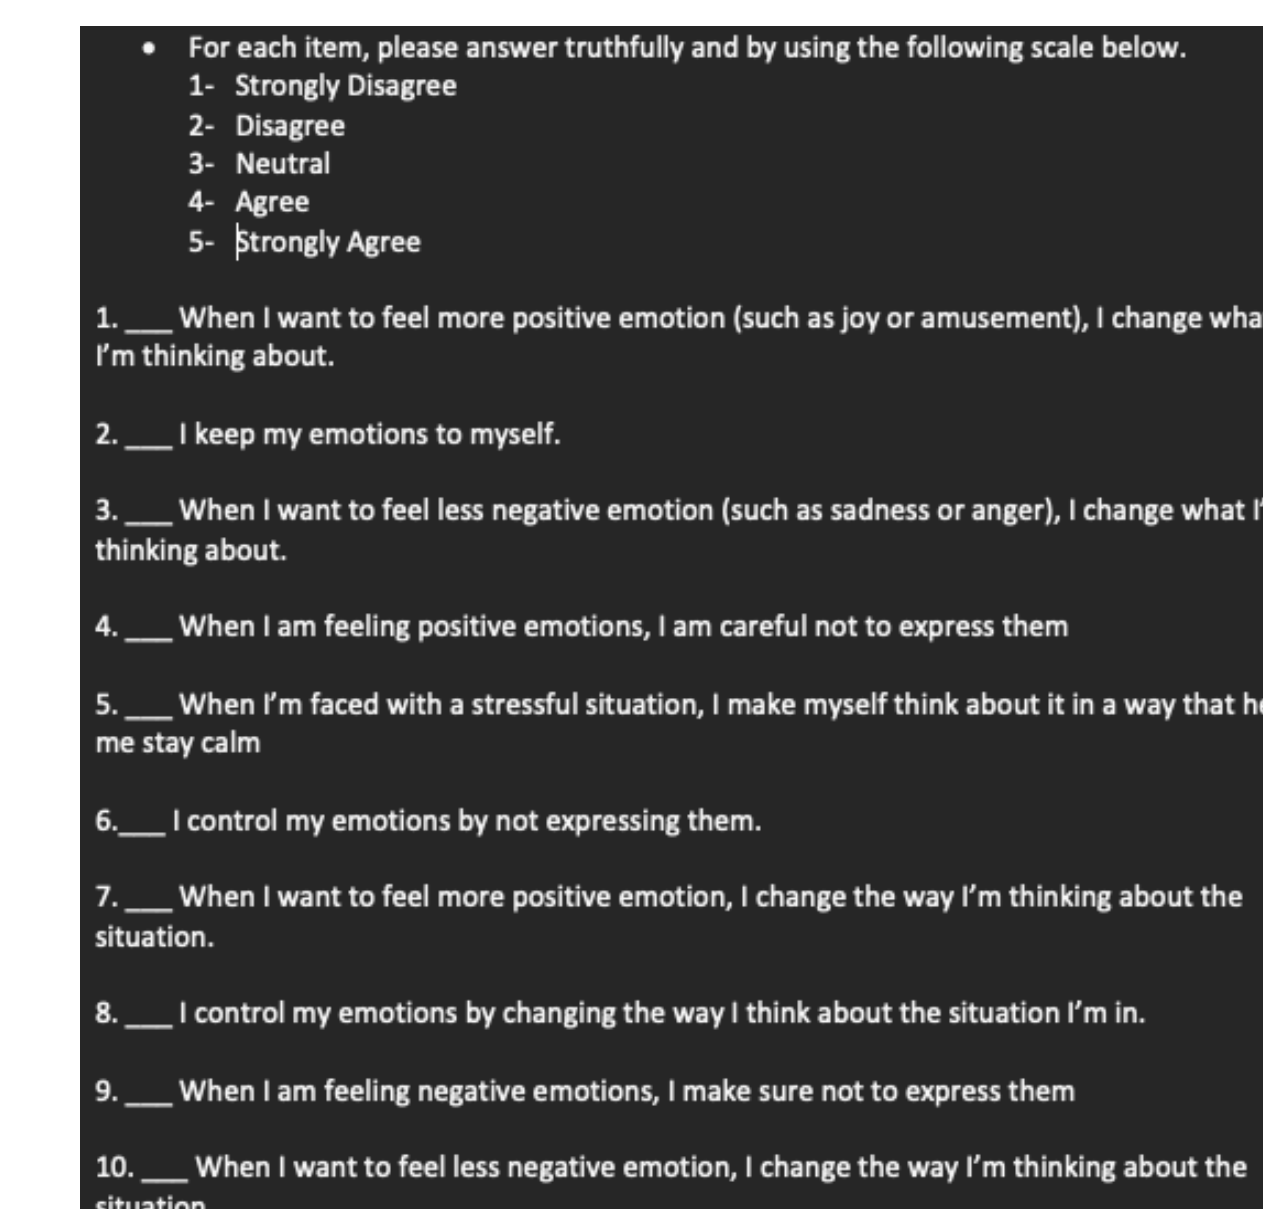 • For each item, please answer truthfully and by using the following scale below.
1- Strongly Disagree
2- Disagree
3- Neutral
4- Agree
5- Strongly Agree
1. ___ When I want to feel more positive emotion (such as joy or amusement), I change
I'm thinking about.
2. ___ I keep my emotions to myself.
3. ___ When I want to feel less negative emotion (such as sadness or anger), I change what
thinking about.
4. ___ When I am feeling positive emotions, I am careful not to express them
5. ___ When I'm faced with a stressful situation, I make myself think about it in a way that
me stay calm
6.___ I control my emotions by not expressing them.
7. ___ When I want to feel more positive emotion, I change the way I'm thinking about the
situation.
8. ___ I control my emotions by changing the way I think about the situation I'm in.
9. ___ When I am feeling negative emotions, I make sure not to express them
10. ___ When I want to feel less negative emotion, I change the way I'm thinking about the
situation